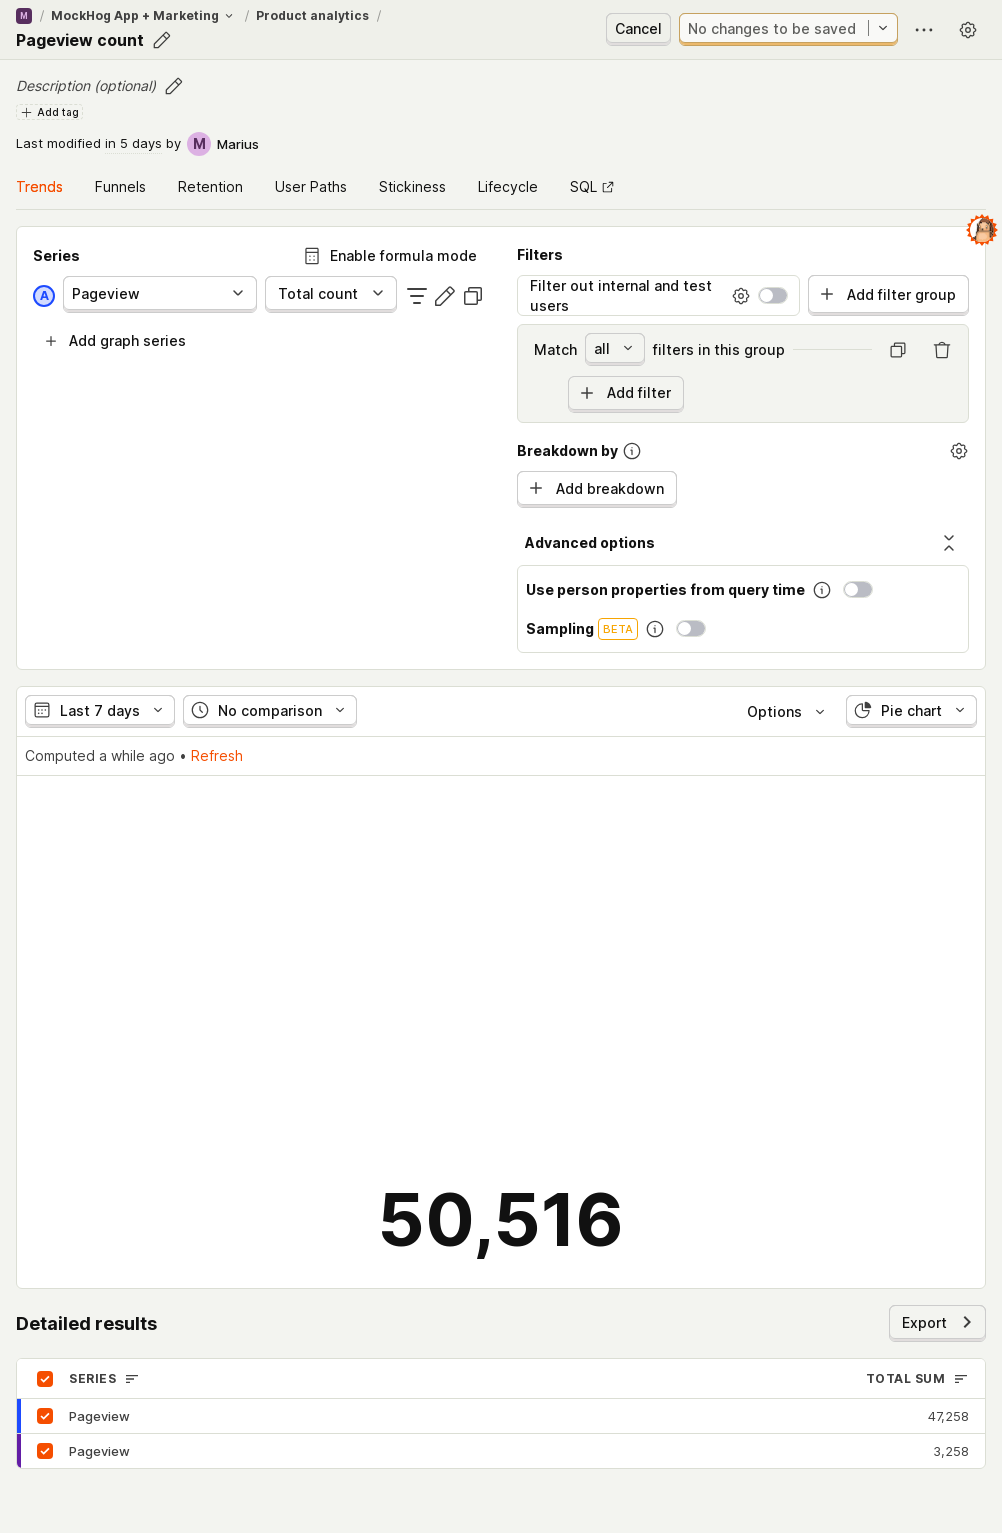 M / MockHog App + Marketing / Product analytics /
Pageview count
Cancel
No changes to be saved
Description (optional)
Add tag
Last modified in 5 days by M Marius
Trends Funnels Retention User Paths Stickiness Lifecycle SQL
Series
Enable formula mode
A Pageview Total count
Add graph series
Filters
Filter out internal and test users
Add filter group
Match all filters in this group
Add filter
Breakdown by
Add breakdown
Advanced options
Use person properties from query time
Sampling BETA
Last 7 days No comparison Options Pie chart
Computed a while ago • Refresh
50,516
Detailed results
Export
SERIES TOTAL SUM
Pageview 47,258
Pageview 3,258